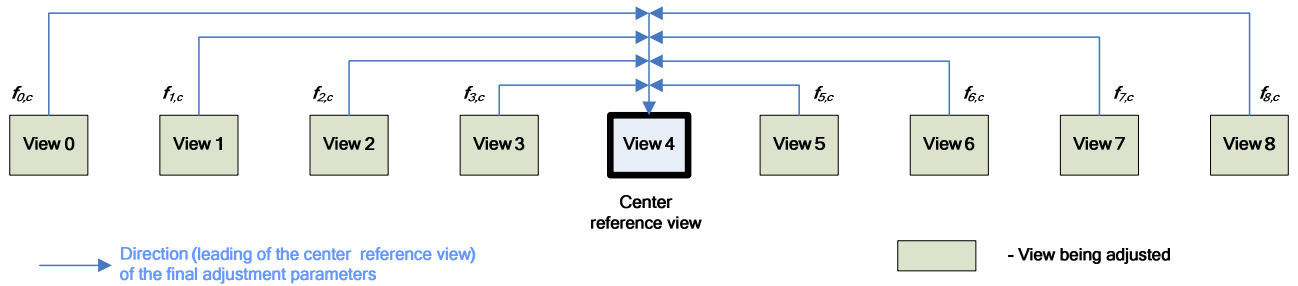 f0,c f1,c f2,c f3,c f5,c f6,c f7,c f8,c
View 0 View 1 View 2 View 3 View 4 View 5 View 6 View 7 View 8
Center
reference view
Direction (leading of the center reference view)
of the final adjustment parameters
- View being adjusted